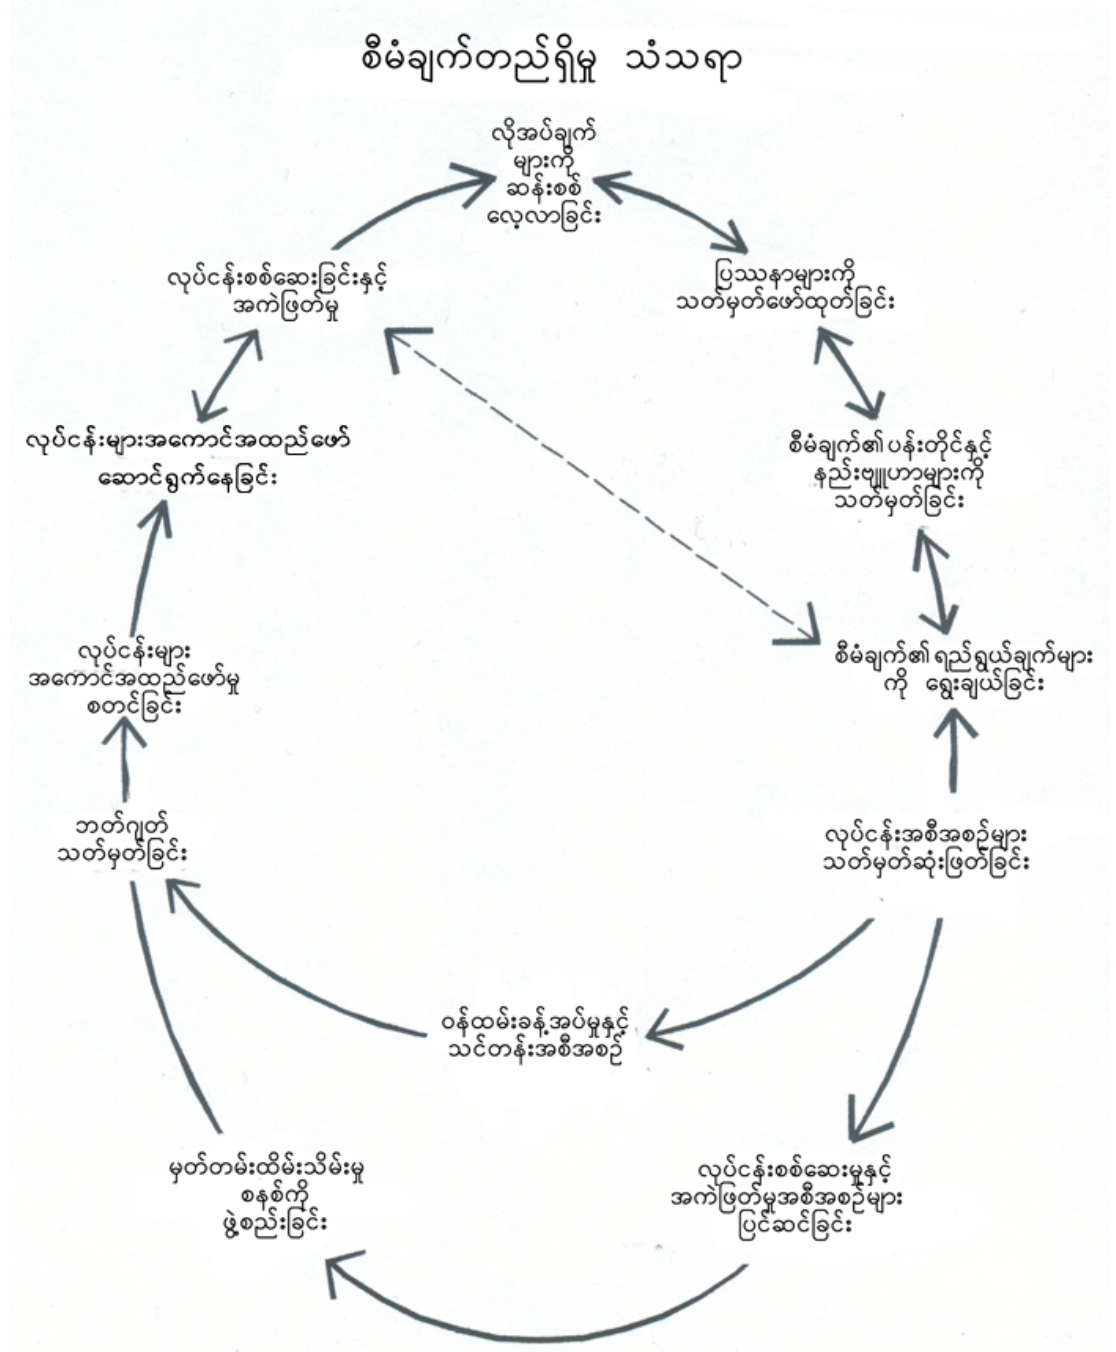 စီမံချက်တည်ရှိမှု သံသရာ
လိုအပ်ချက်
များကို
ဆန်းစစ်
လေ့လာခြင်း
ပြဿနာများကို
သတ်မှတ်ဖော်ထုတ်ခြင်း
စီမံချက်၏ ပန်းတိုင်နှင့်
နည်းဗျူဟာများကို
သတ်မှတ်ခြင်း
စီမံချက်၏ ရည်ရွယ်ချက်များ
ကို ရွေးချယ်ခြင်း
လုပ်ငန်းအစီအစဉ်များ
သတ်မှတ်ဆုံးဖြတ်ခြင်း
ဝန်ထမ်းခန့်အပ်မှုနှင့်
သင်တန်းအစီအစဉ်
လုပ်ငန်းစစ်ဆေးမှုနှင့်
အကဲဖြတ်မှုအစီအစဉ်များ
ပြင်ဆင်ခြင်း
မှတ်တမ်းထိမ်းသိမ်းမှု
စနစ်ကို
ဖွဲ့စည်းခြင်း
ဘတ်ဂျတ်
သတ်မှတ်ခြင်း
လုပ်ငန်းများ
အကောင်အထည်ဖော်မှု
စတင်ခြင်း
လုပ်ငန်းများအကောင်အထည်ဖော်
ဆောင်ရွက်နေခြင်း
လုပ်ငန်းစစ်ဆေးခြင်းနှင့်
အကဲဖြတ်မှု